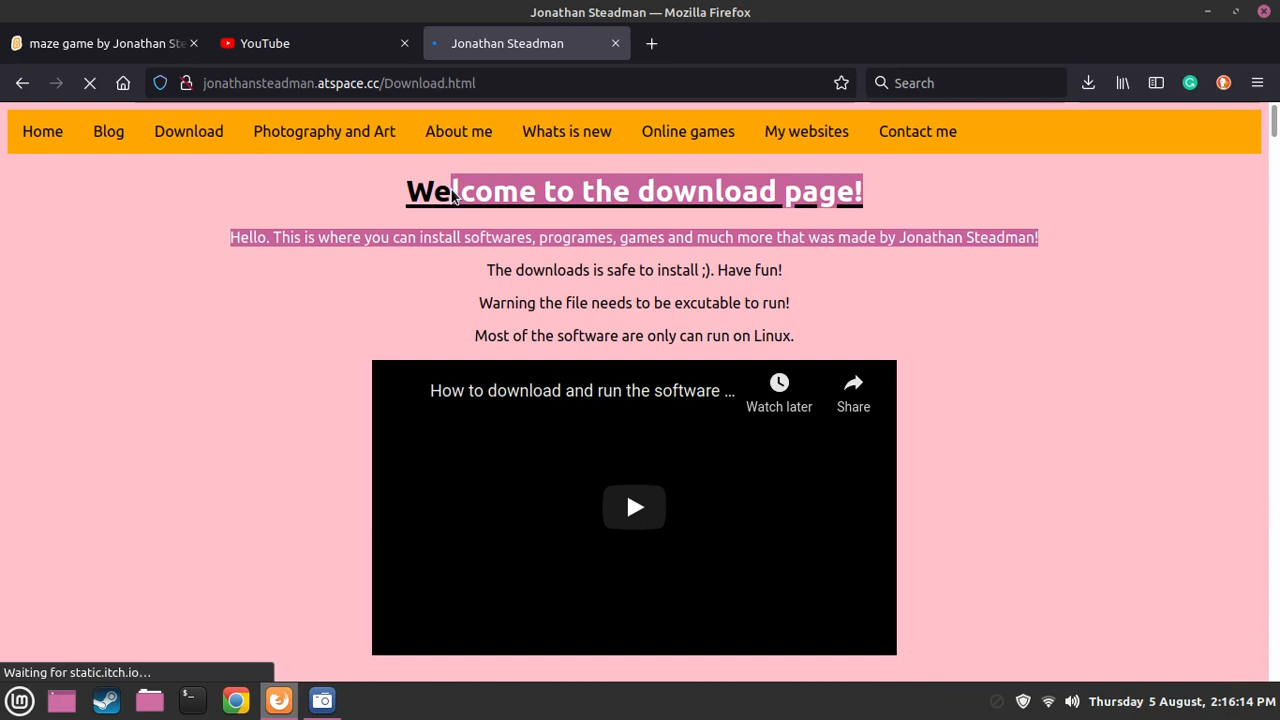 Jonathan Steadman — Mozilla Firefox
maze game by Jonathan Ste
YouTube
Jonathan Steadman
jonathansteadman.atspace.cc/Download.html
Search
Home Blog Download Photography and Art About me Whats is new Online games My websites Contact me
Welcome to the download page!
Hello. This is where you can install softwares, programes, games and much more that was made by Jonathan Steadman!
The downloads is safe to install ;). Have fun!
Warning the file needs to be excutable to run!
Most of the software are only can run on Linux.
How to download and run the software ...
Watch later
Share
Waiting for static.itch.io...
Thursday 5 August, 2:16:14 PM